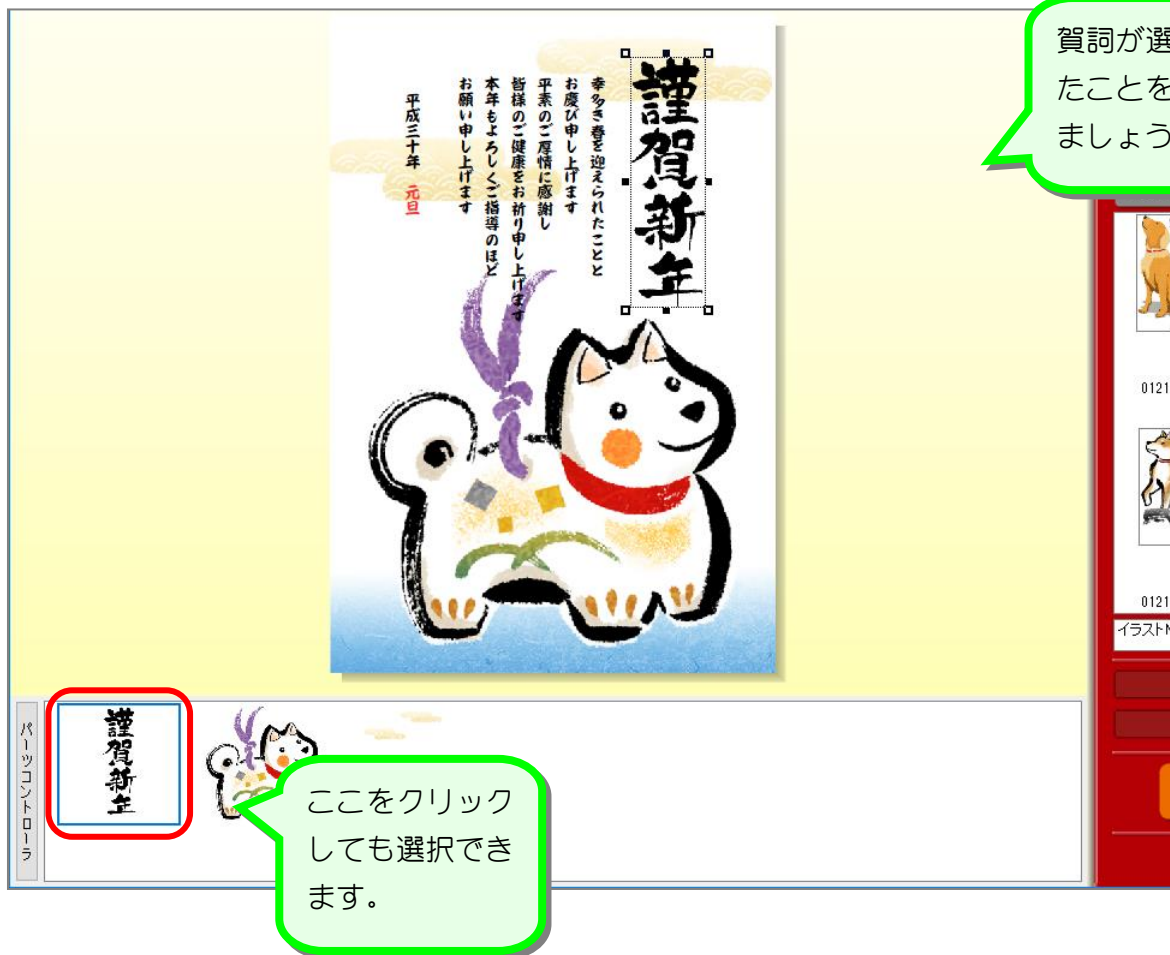 謹賀新年
幸多き春を迎えられたことと
お慶び申し上げます
平素のご厚情に感謝し
皆様のご健康をお祈り申し上げます
本年もよろしくご指導のほど
お願い申し上げます
平成三十年 元旦
賀詞が選
たことを
ましょう
0121
0121
イラスト
パーツコントローラ
謹賀新年
ここをクリック
しても選択でき
ます。